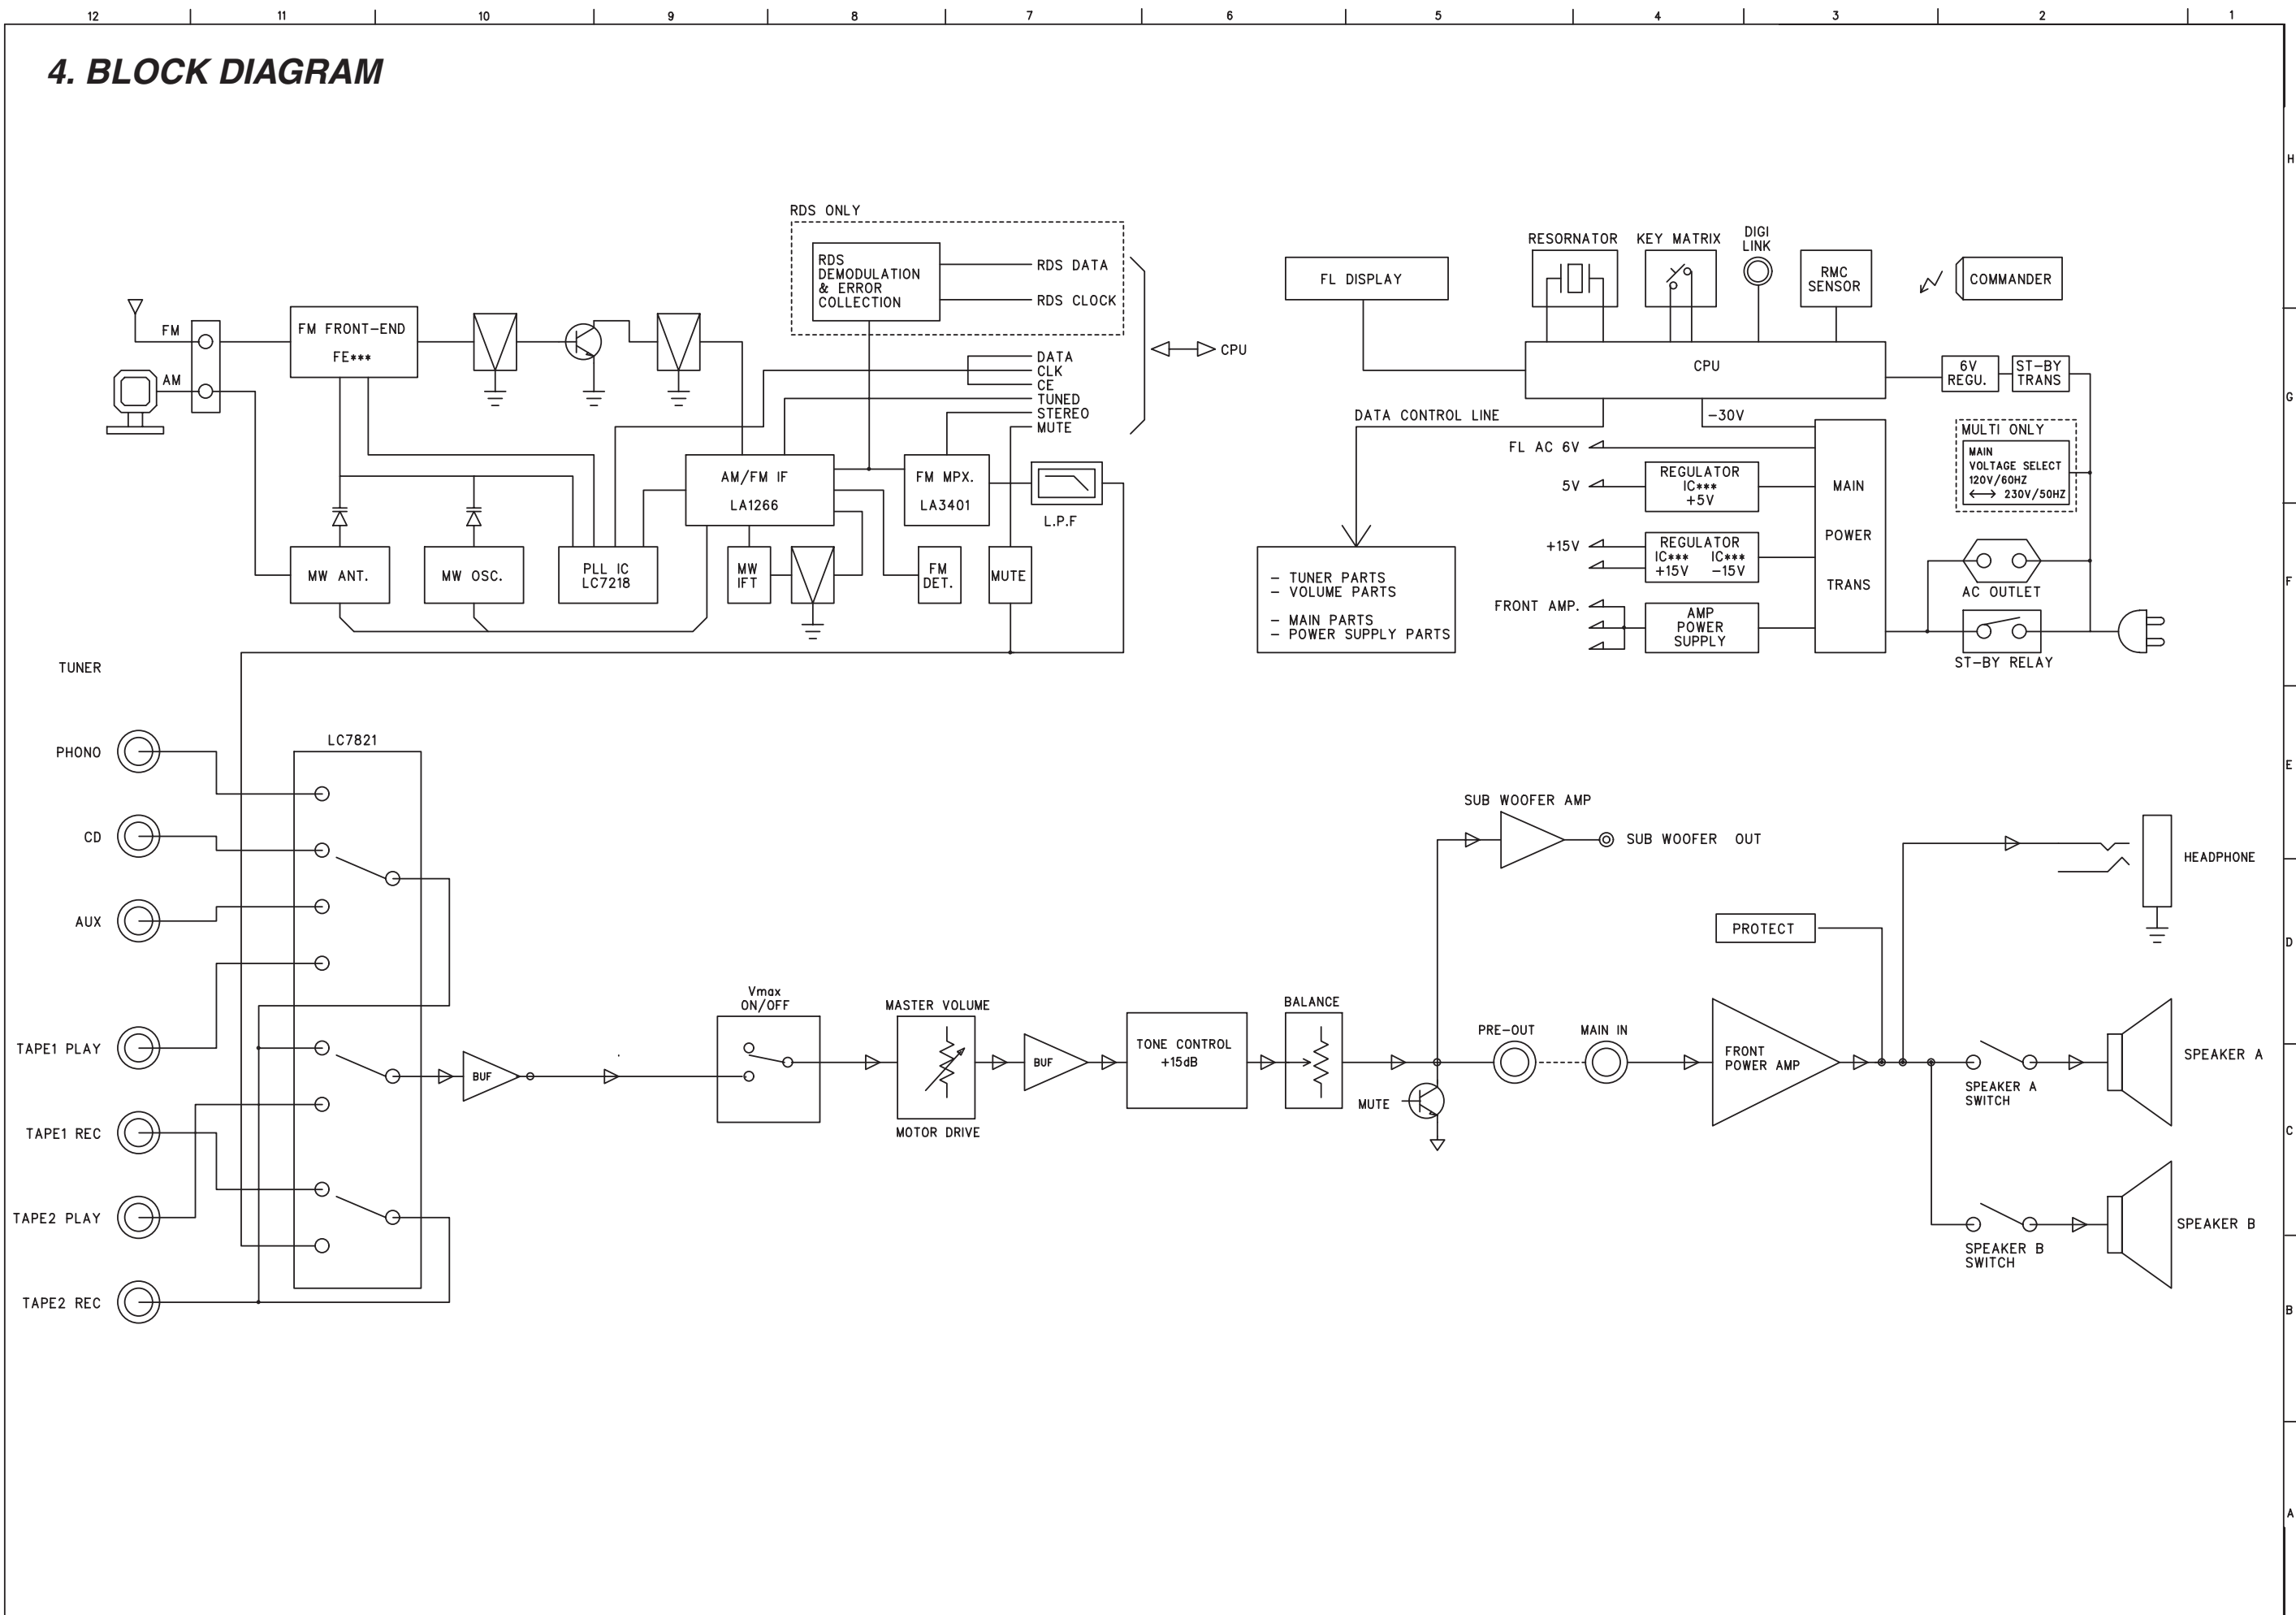 12 11 10 9 8 7 6 5 4 3 2 1
4. BLOCK DIAGRAM
H
G
F
E
D
C
B
A
RDS ONLY
RDS
DEMODULATION
& ERROR
COLLECTION
RDS DATA
RDS CLOCK
FM
AM
FM FRONT-END
FE***
DATA
CLK
CE
TUNED
STEREO
MUTE
CPU
AM/FM IF
LA1266
FM MPX.
LA3401
L.P.F
MW ANT.
MW OSC.
PLL IC
LC7218
MW
IFT
FM
DET.
MUTE
FL DISPLAY
RESORNATOR
KEY MATRIX
DIGI
LINK
RMC
SENSOR
COMMANDER
CPU
6V
REGU.
ST-BY
TRANS
DATA CONTROL LINE
-30V
FL AC 6V
5V
REGULATOR
IC***
+5V
+15V
REGULATOR
IC*** IC***
+15V -15V
FRONT AMP.
AMP
POWER
SUPPLY
MAIN
POWER
TRANS
MULTI ONLY
MAIN
VOLTAGE SELECT
120V/60HZ
⟷ 230V/50HZ
AC OUTLET
ST-BY RELAY
- TUNER PARTS
- VOLUME PARTS
- MAIN PARTS
- POWER SUPPLY PARTS
TUNER
PHONO
CD
AUX
TAPE1 PLAY
TAPE1 REC
TAPE2 PLAY
TAPE2 REC
LC7821
BUF
Vmax
ON/OFF
MASTER VOLUME
MOTOR DRIVE
BUF
TONE CONTROL
+15dB
BALANCE
MUTE
SUB WOOFER AMP
SUB WOOFER OUT
PRE-OUT
MAIN IN
PROTECT
FRONT
POWER AMP
HEADPHONE
SPEAKER A
SWITCH
SPEAKER A
SPEAKER B
SWITCH
SPEAKER B